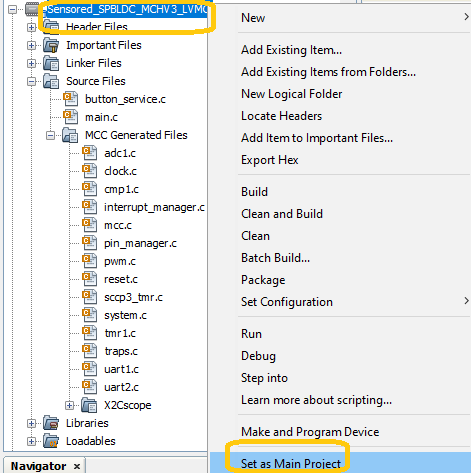 Sensored_SPBLDC_MCHV3_LVMC
Header Files
Important Files
Linker Files
Source Files
button_service.c
main.c
MCC Generated Files
adc1.c
clock.c
cmp1.c
interrupt_manager.c
mcc.c
pin_manager.c
pwm.c
reset.c
sccp3_tmr.c
system.c
tmr1.c
traps.c
uart1.c
uart2.c
X2Cscope
Libraries
Loadables
Navigator ×
New
Add Existing Item...
Add Existing Items from Folders...
New Logical Folder
Locate Headers
Add Item to Important Files...
Export Hex
Build
Clean and Build
Clean
Batch Build...
Package
Set Configuration
Run
Debug
Step into
Learn more about scripting...
Make and Program Device
Set as Main Project